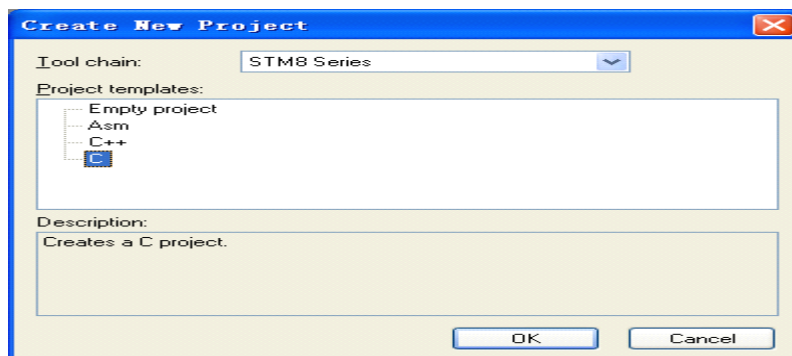 Create New Project
Tool chain: STM8 Series
Project templates:
Empty project
Asm
C++
C
Description:
Creates a C project.
OK Cancel